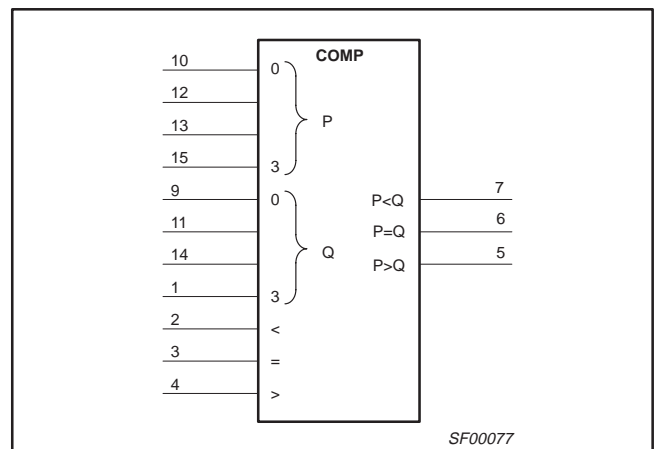 COMP
10 0
12
13 P
15 3
9 0 P<Q 7
11 P=Q 6
14 Q P>Q 5
1 3
2 <
3 =
4 >
SF00077